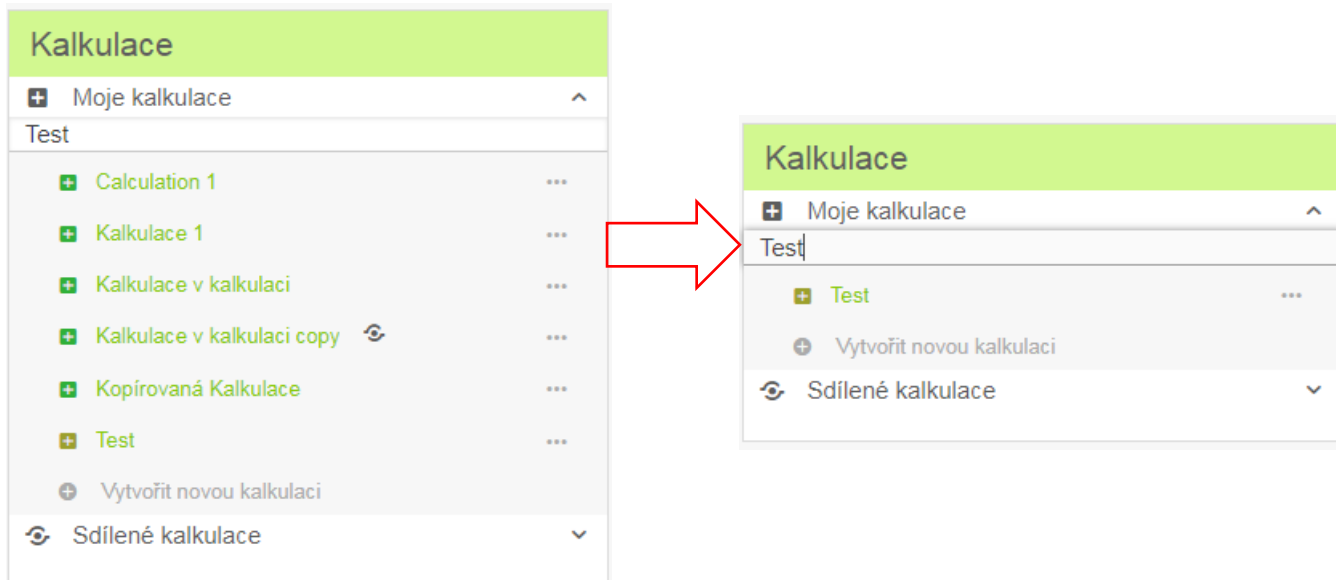 Kalkulace
Moje kalkulace
Test
Calculation 1
Kalkulace 1
Kalkulace v kalkulaci
Kalkulace v kalkulaci copy
Kopírovaná Kalkulace
Test
Vytvořit novou kalkulaci
Sdílené kalkulace
Kalkulace
Moje kalkulace
Test
Test
Vytvořit novou kalkulaci
Sdílené kalkulace